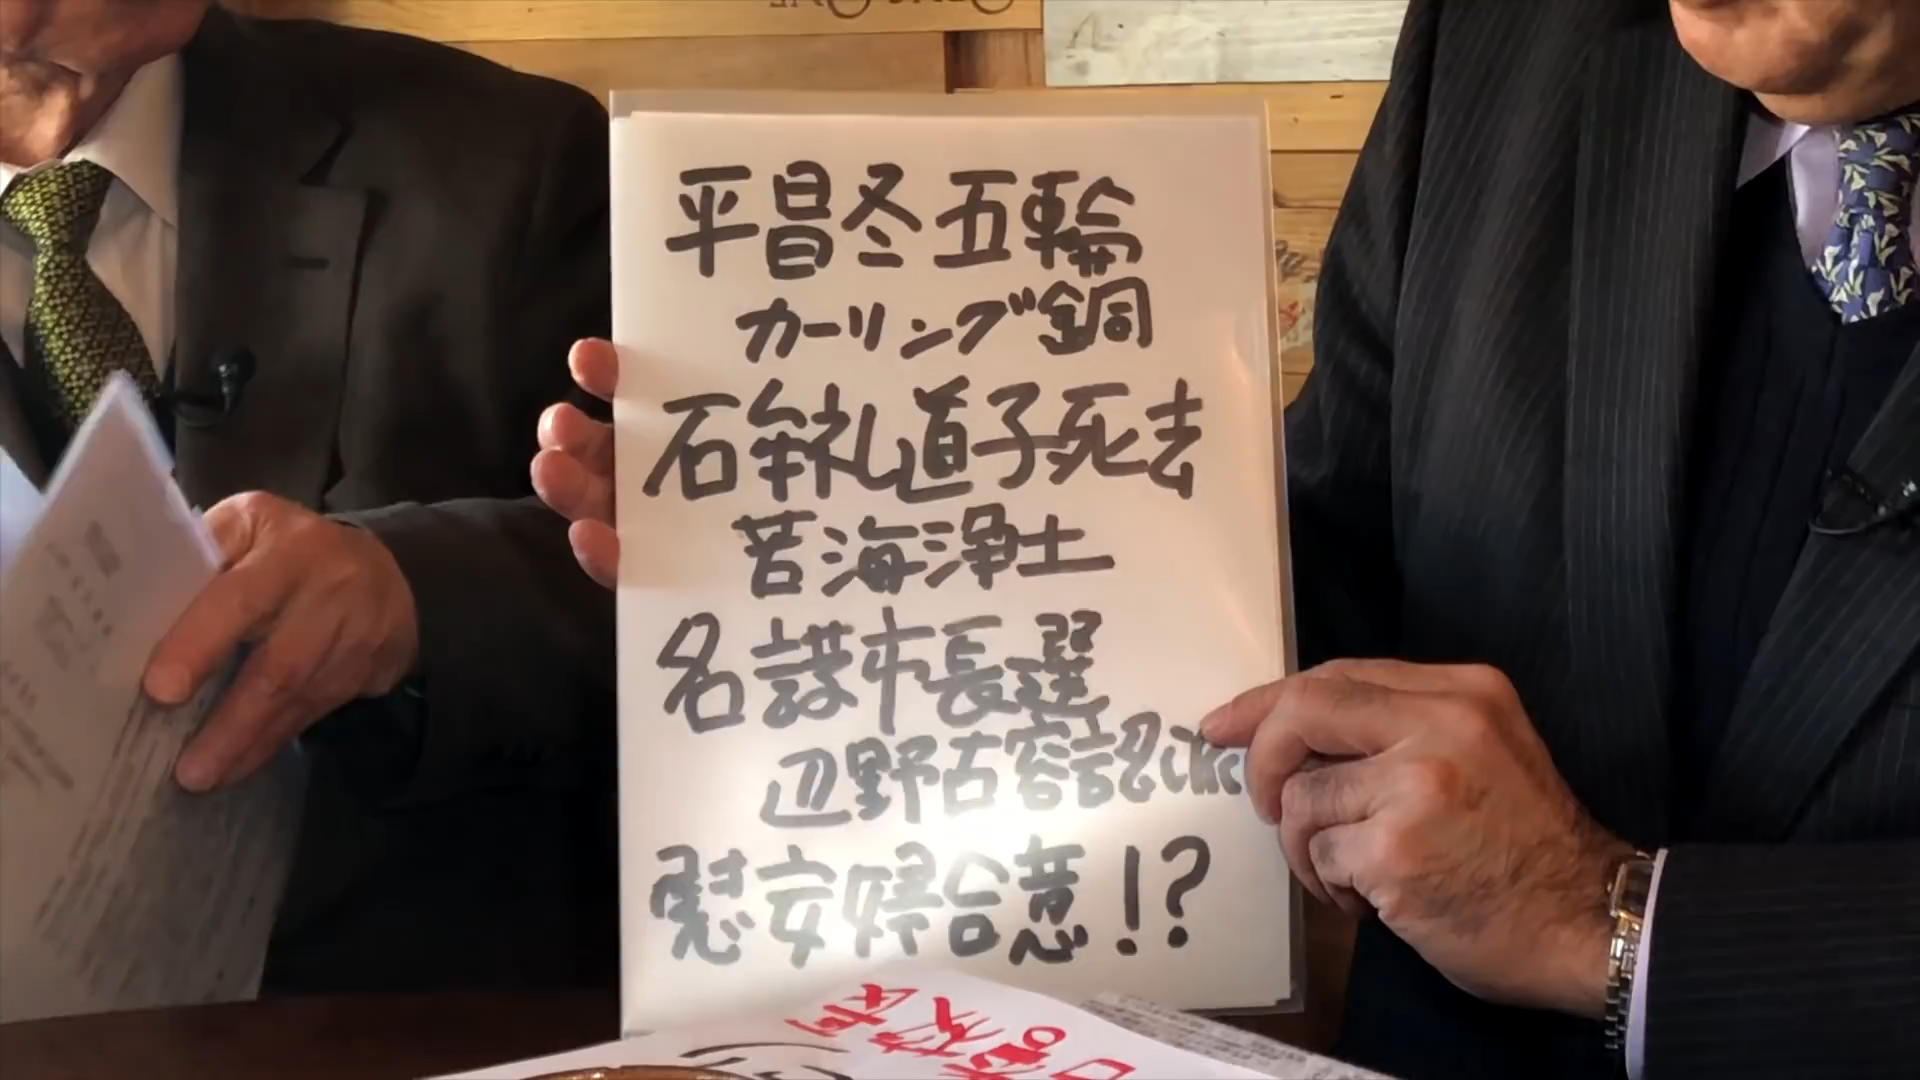 平昌冬五輪
カーリング銅
石牟礼道子死去
苦海浄土
名護市長選
辺野古容認派
慰安婦合意!?